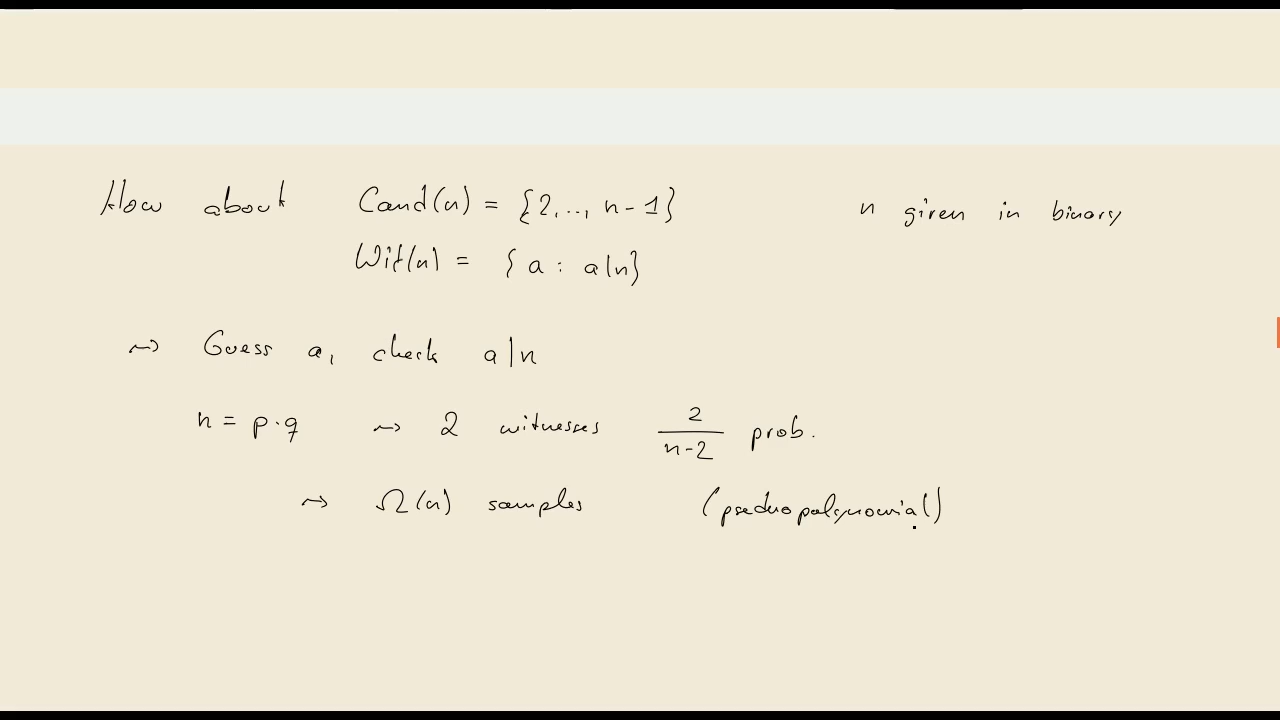 How about Cand(n) = {2,.., n-1} n given in binary
Wit(n) = { a : a|n}
⇝ Guess a, check a|n
n = p·q ⇝ 2 witnesses 2/(n-2) prob.
⇝ Ω(n) samples (pseudopolynomial)